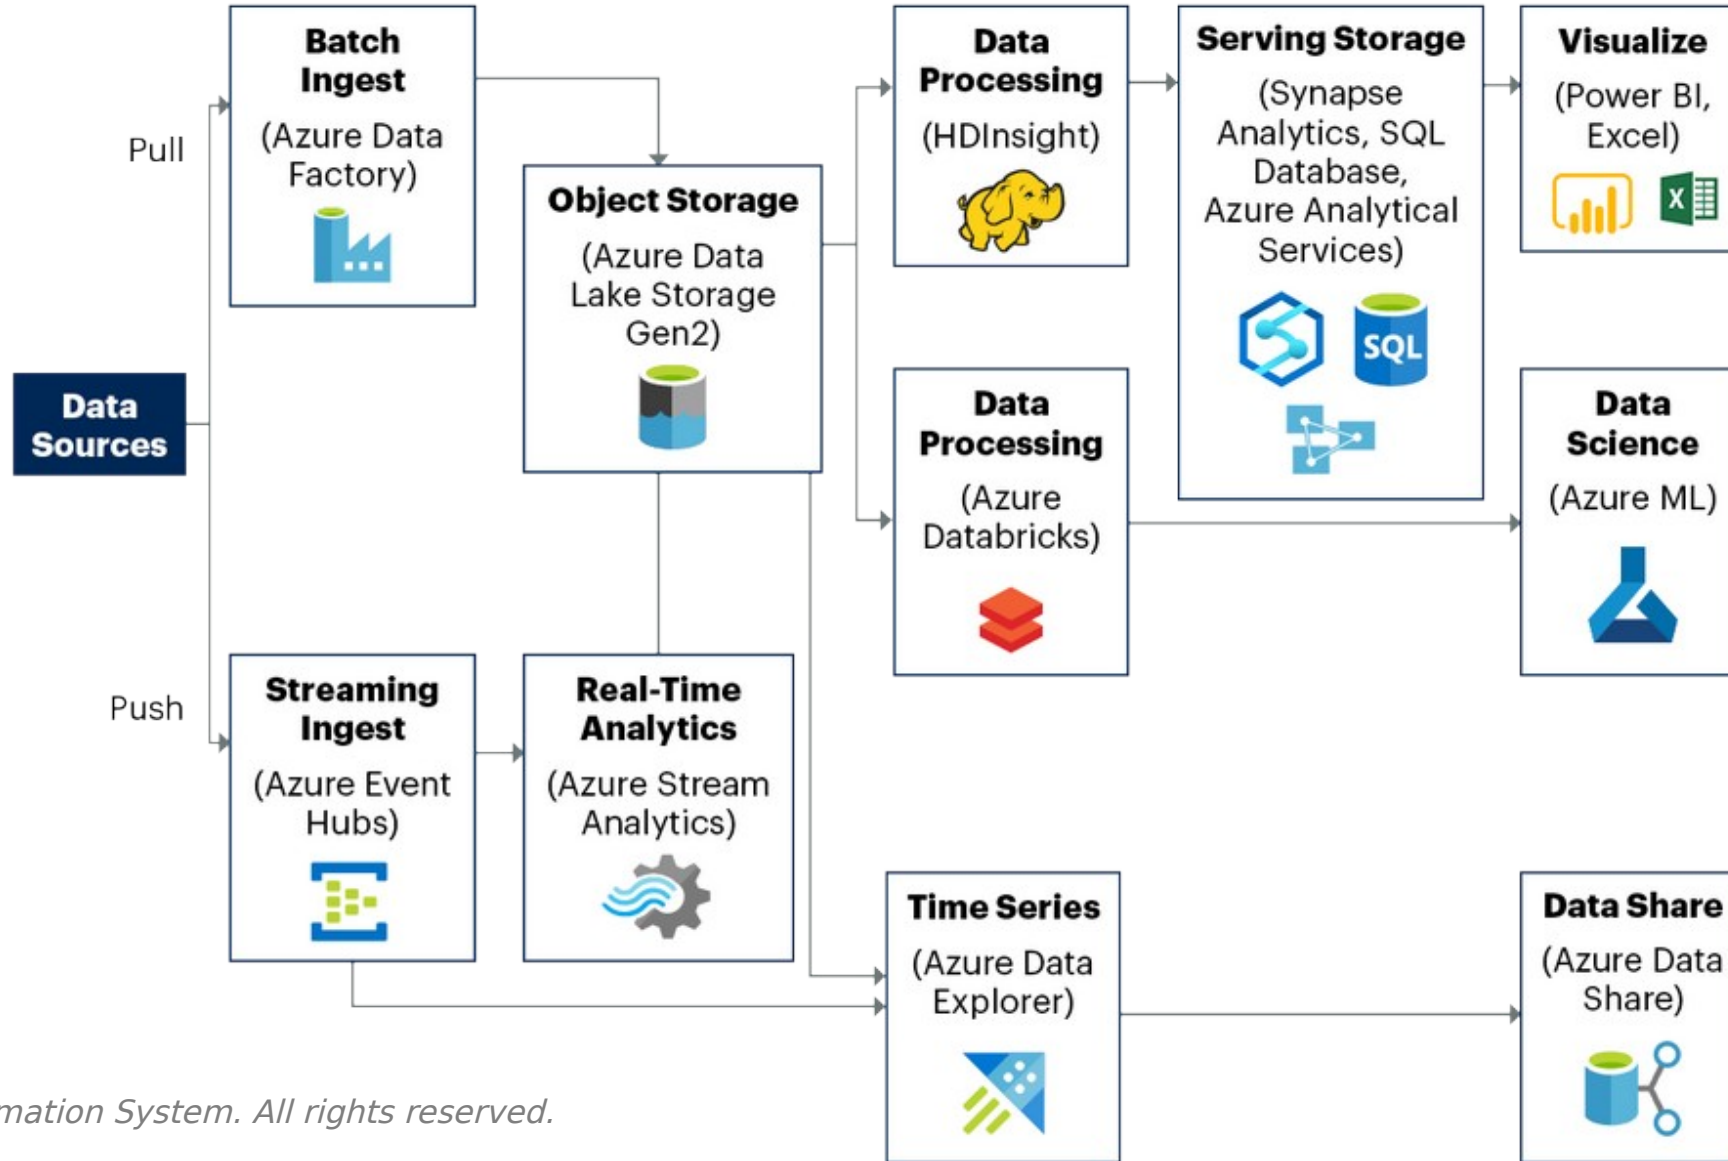 Batch
Ingest
(Azure Data
Factory)
Pull
Object Storage
(Azure Data
Lake Storage
Gen2)
Data
Processing
(HDInsight)
Serving Storage
(Synapse
Analytics, SQL
Database,
Azure Analytical
Services)
SQL
Visualize
(Power BI,
Excel)
X
Data
Sources
Data
Processing
(Azure
Databricks)
Data
Science
(Azure ML)
Push
Streaming
Ingest
(Azure Event
Hubs)
Real-Time
Analytics
(Azure Stream
Analytics)
Time Series
(Azure Data
Explorer)
Data Share
(Azure Data
Share)
mation System. All rights reserved.